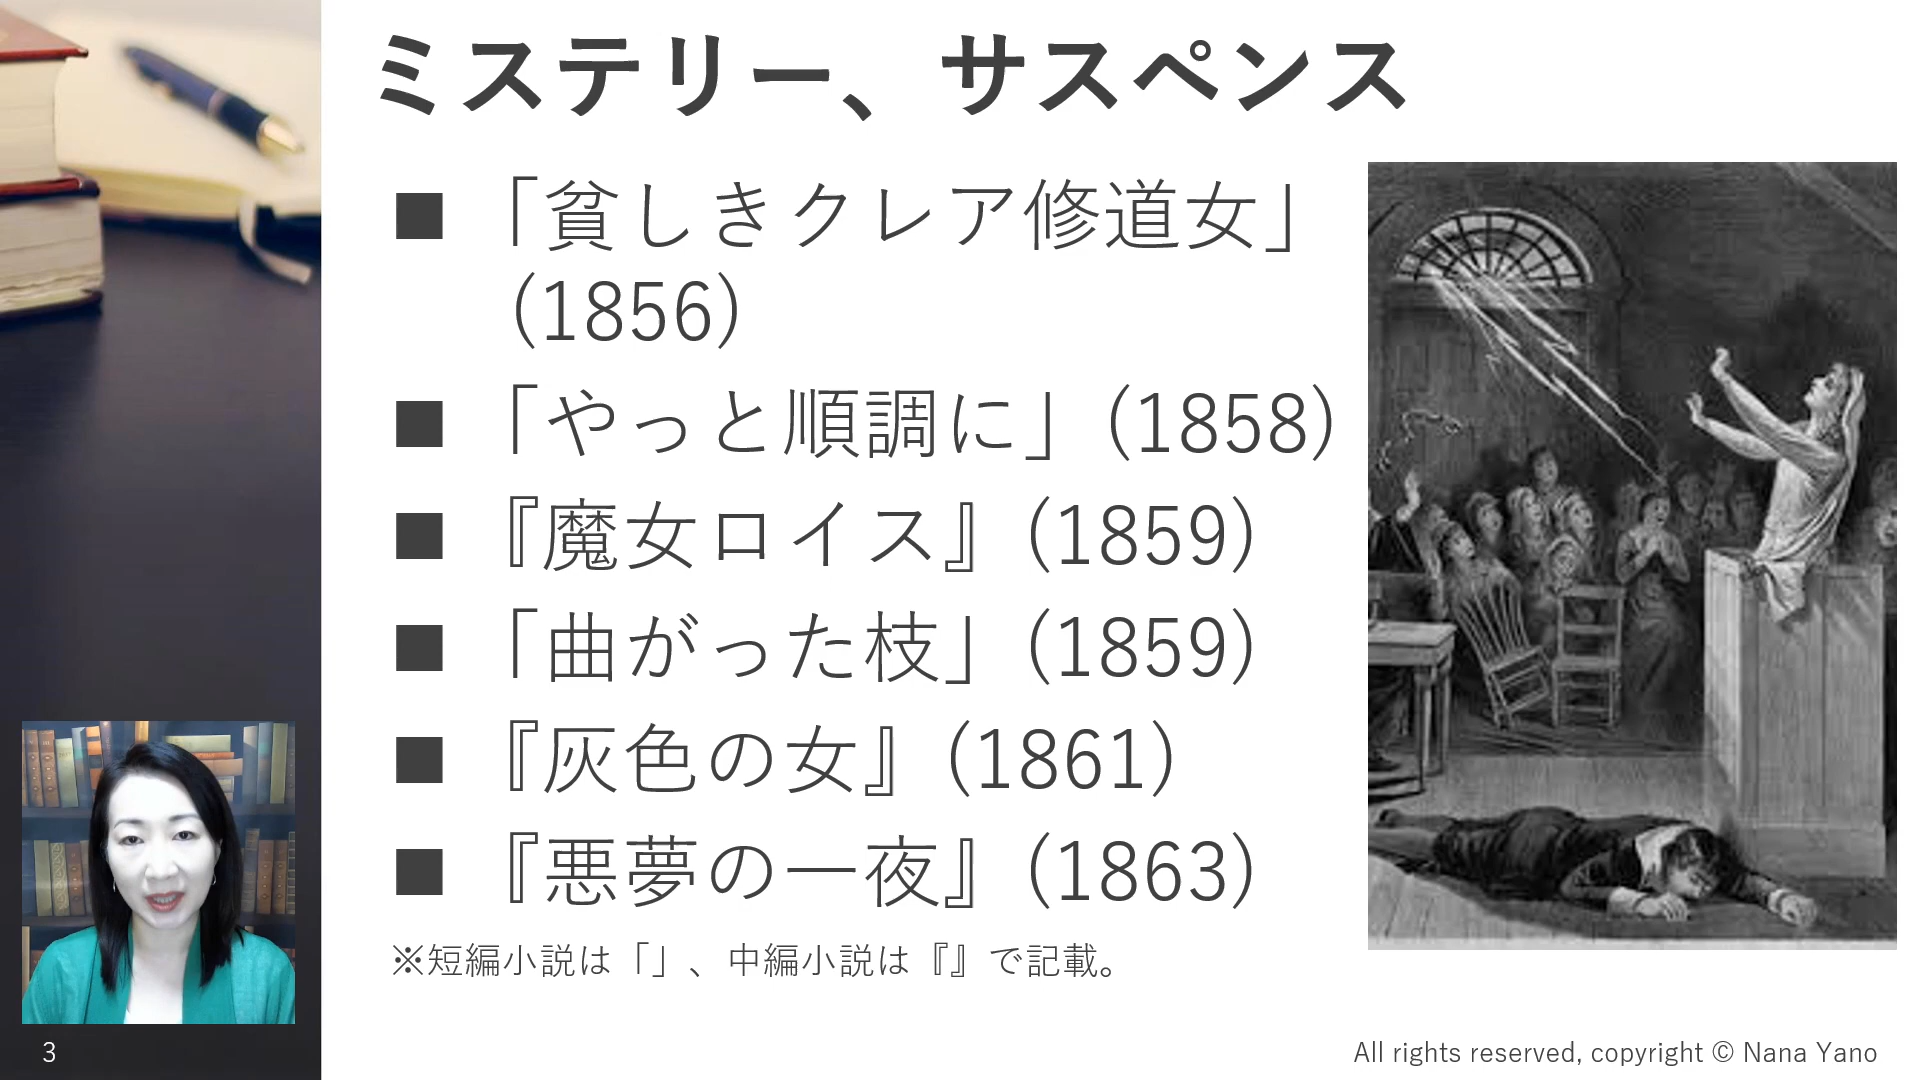 ミステリー、サスペンス
■ 「貧しきクレア修道女」
(1856)
■ 「やっと順調に」(1858)
■ 『魔女ロイス』(1859)
■ 「曲がった枝」(1859)
■ 『灰色の女』(1861)
■ 『悪夢の一夜』(1863)
※短編小説は「」、中編小説は『』で記載。
3
All rights reserved, copyright © Nana Yano